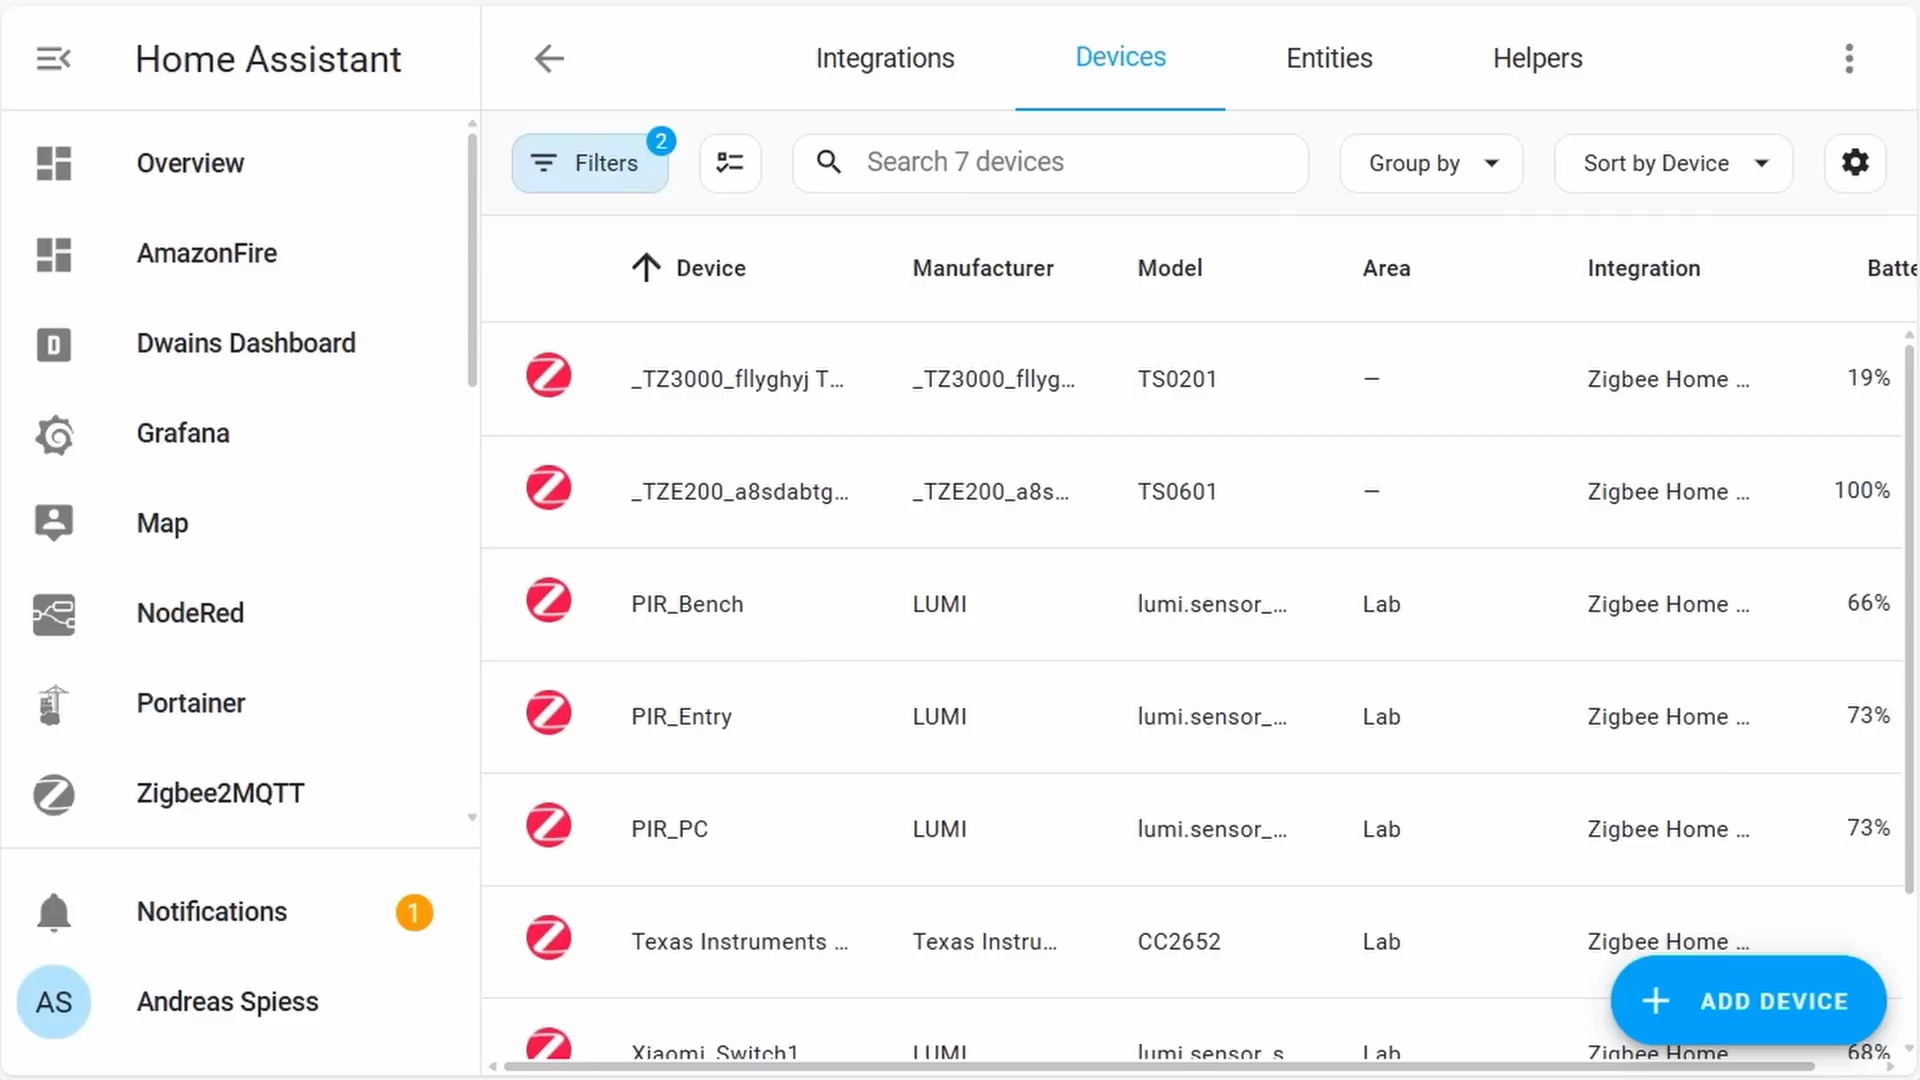 Home Assistant
Integrations
Devices
Entities
Helpers
Overview
AmazonFire
D
Dwains Dashboard
Grafana
Map
NodeRed
Portainer
Zigbee2MQTT
Notifications
1
AS
Andreas Spiess
Filters
2
Search 7 devices
Group by
Sort by Device
Device Manufacturer Model Area Integration Batte
_TZ3000_fllyghyj T... _TZ3000_fllyg... TS0201 — Zigbee Home ... 19%
_TZE200_a8sdabtg... _TZE200_a8s... TS0601 — Zigbee Home ... 100%
PIR_Bench LUMI lumi.sensor_... Lab Zigbee Home ... 66%
PIR_Entry LUMI lumi.sensor_... Lab Zigbee Home ... 73%
PIR_PC LUMI lumi.sensor_... Lab Zigbee Home ... 73%
Texas Instruments ... Texas Instru... CC2652 Lab Zigbee Home ...
Xiaomi_Switch1 LUMI lumi.sensor_s Lab Zigbee Home 68%
ADD DEVICE